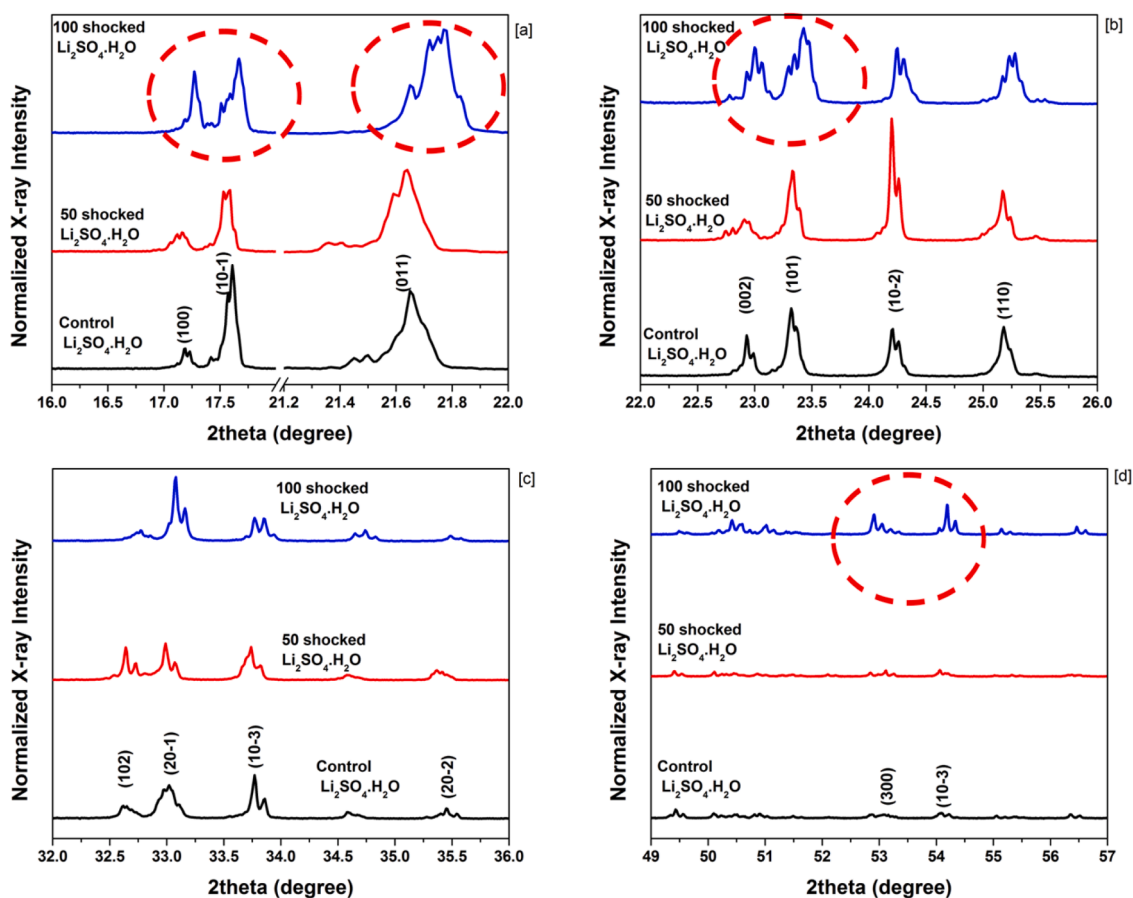 [a]
100 shocked
Li₂SO₄.H₂O
50 shocked
Li₂SO₄.H₂O
Control
Li₂SO₄.H₂O
(100)
(10-1)
(011)
Normalized X-ray Intensity
16.0 16.4 17.0 17.6 21.2 21.4 21.6 21.8 22.0
2theta (degree)
[b]
100 shocked
Li₂SO₄.H₂O
50 shocked
Li₂SO₄.H₂O
Control
Li₂SO₄.H₂O
(002)
(101)
(10-2)
(110)
Normalized X-ray Intensity
22.0 22.5 23.0 23.5 24.0 24.5 25.0 25.5 26.0
2theta (degree)
[c]
100 shocked
Li₂SO₄.H₂O
50 shocked
Li₂SO₄.H₂O
Control
Li₂SO₄.H₂O
(102)
(20-1)
(10-3)
(20-2)
Normalized X-ray Intensity
32.0 32.5 33.0 33.5 34.0 34.5 35.0 35.5 36.0
2theta (degree)
[d]
100 shocked
Li₂SO₄.H₂O
50 shocked
Li₂SO₄.H₂O
Control
Li₂SO₄.H₂O
(300)
(10-3)
Normalized X-ray Intensity
49 50 51 52 53 54 55 56 57
2theta (degree)